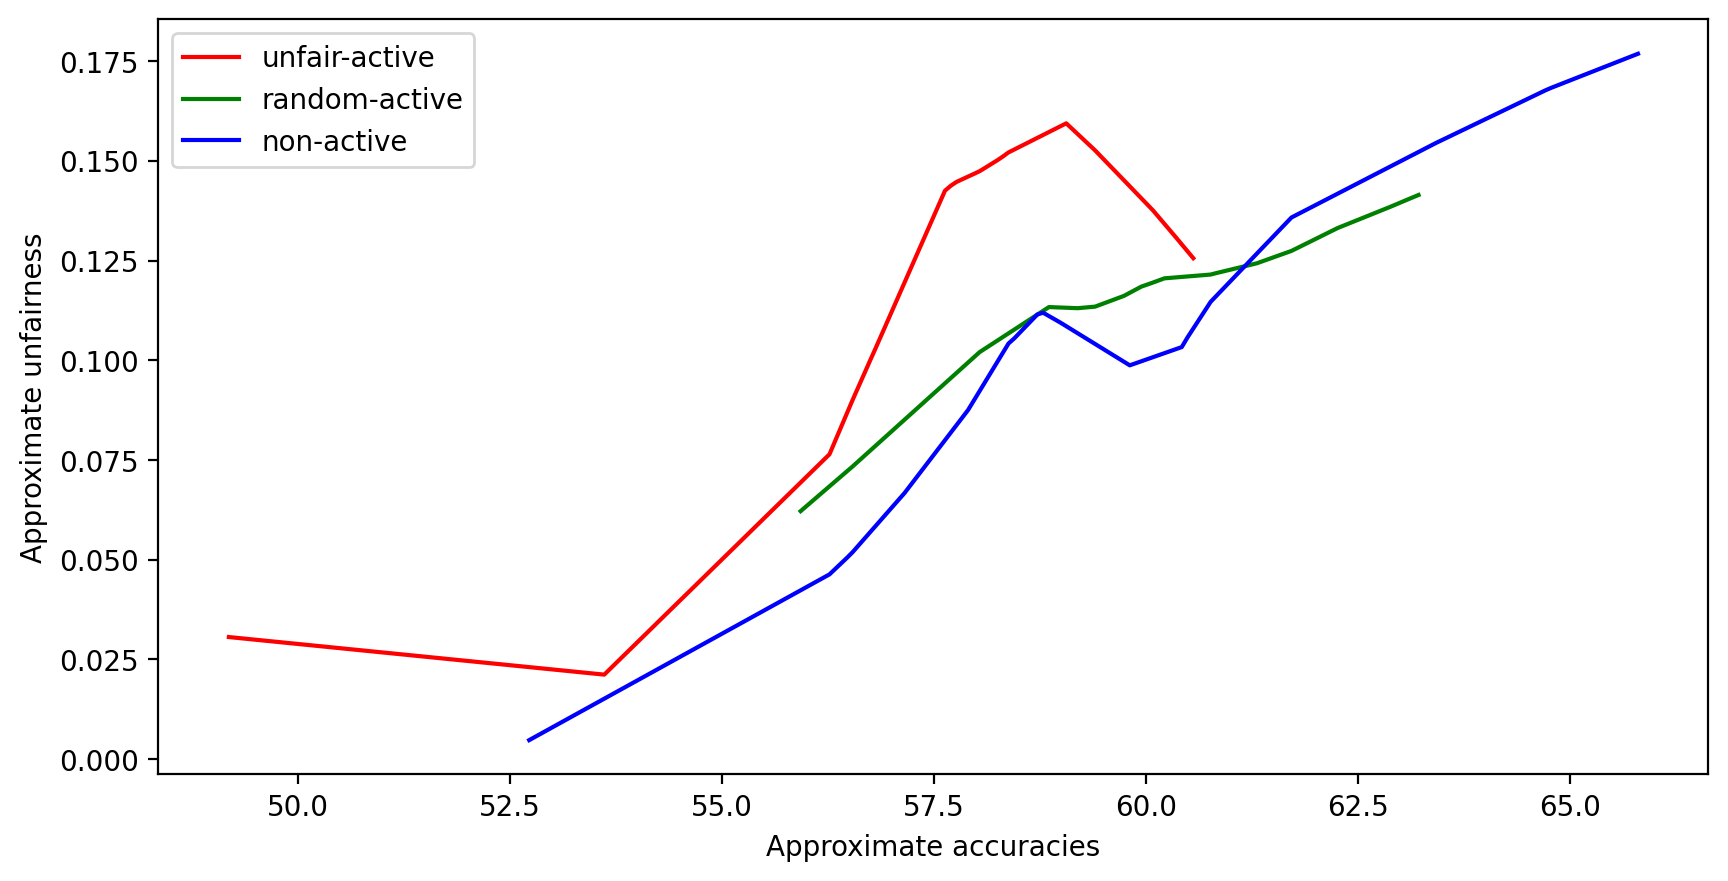 unfair-active
random-active
non-active
0.175
0.150
0.125
0.100
0.075
0.050
0.025
0.000
Approximate unfairness
50.0 52.5 55.0 57.5 60.0 62.5 65.0
Approximate accuracies